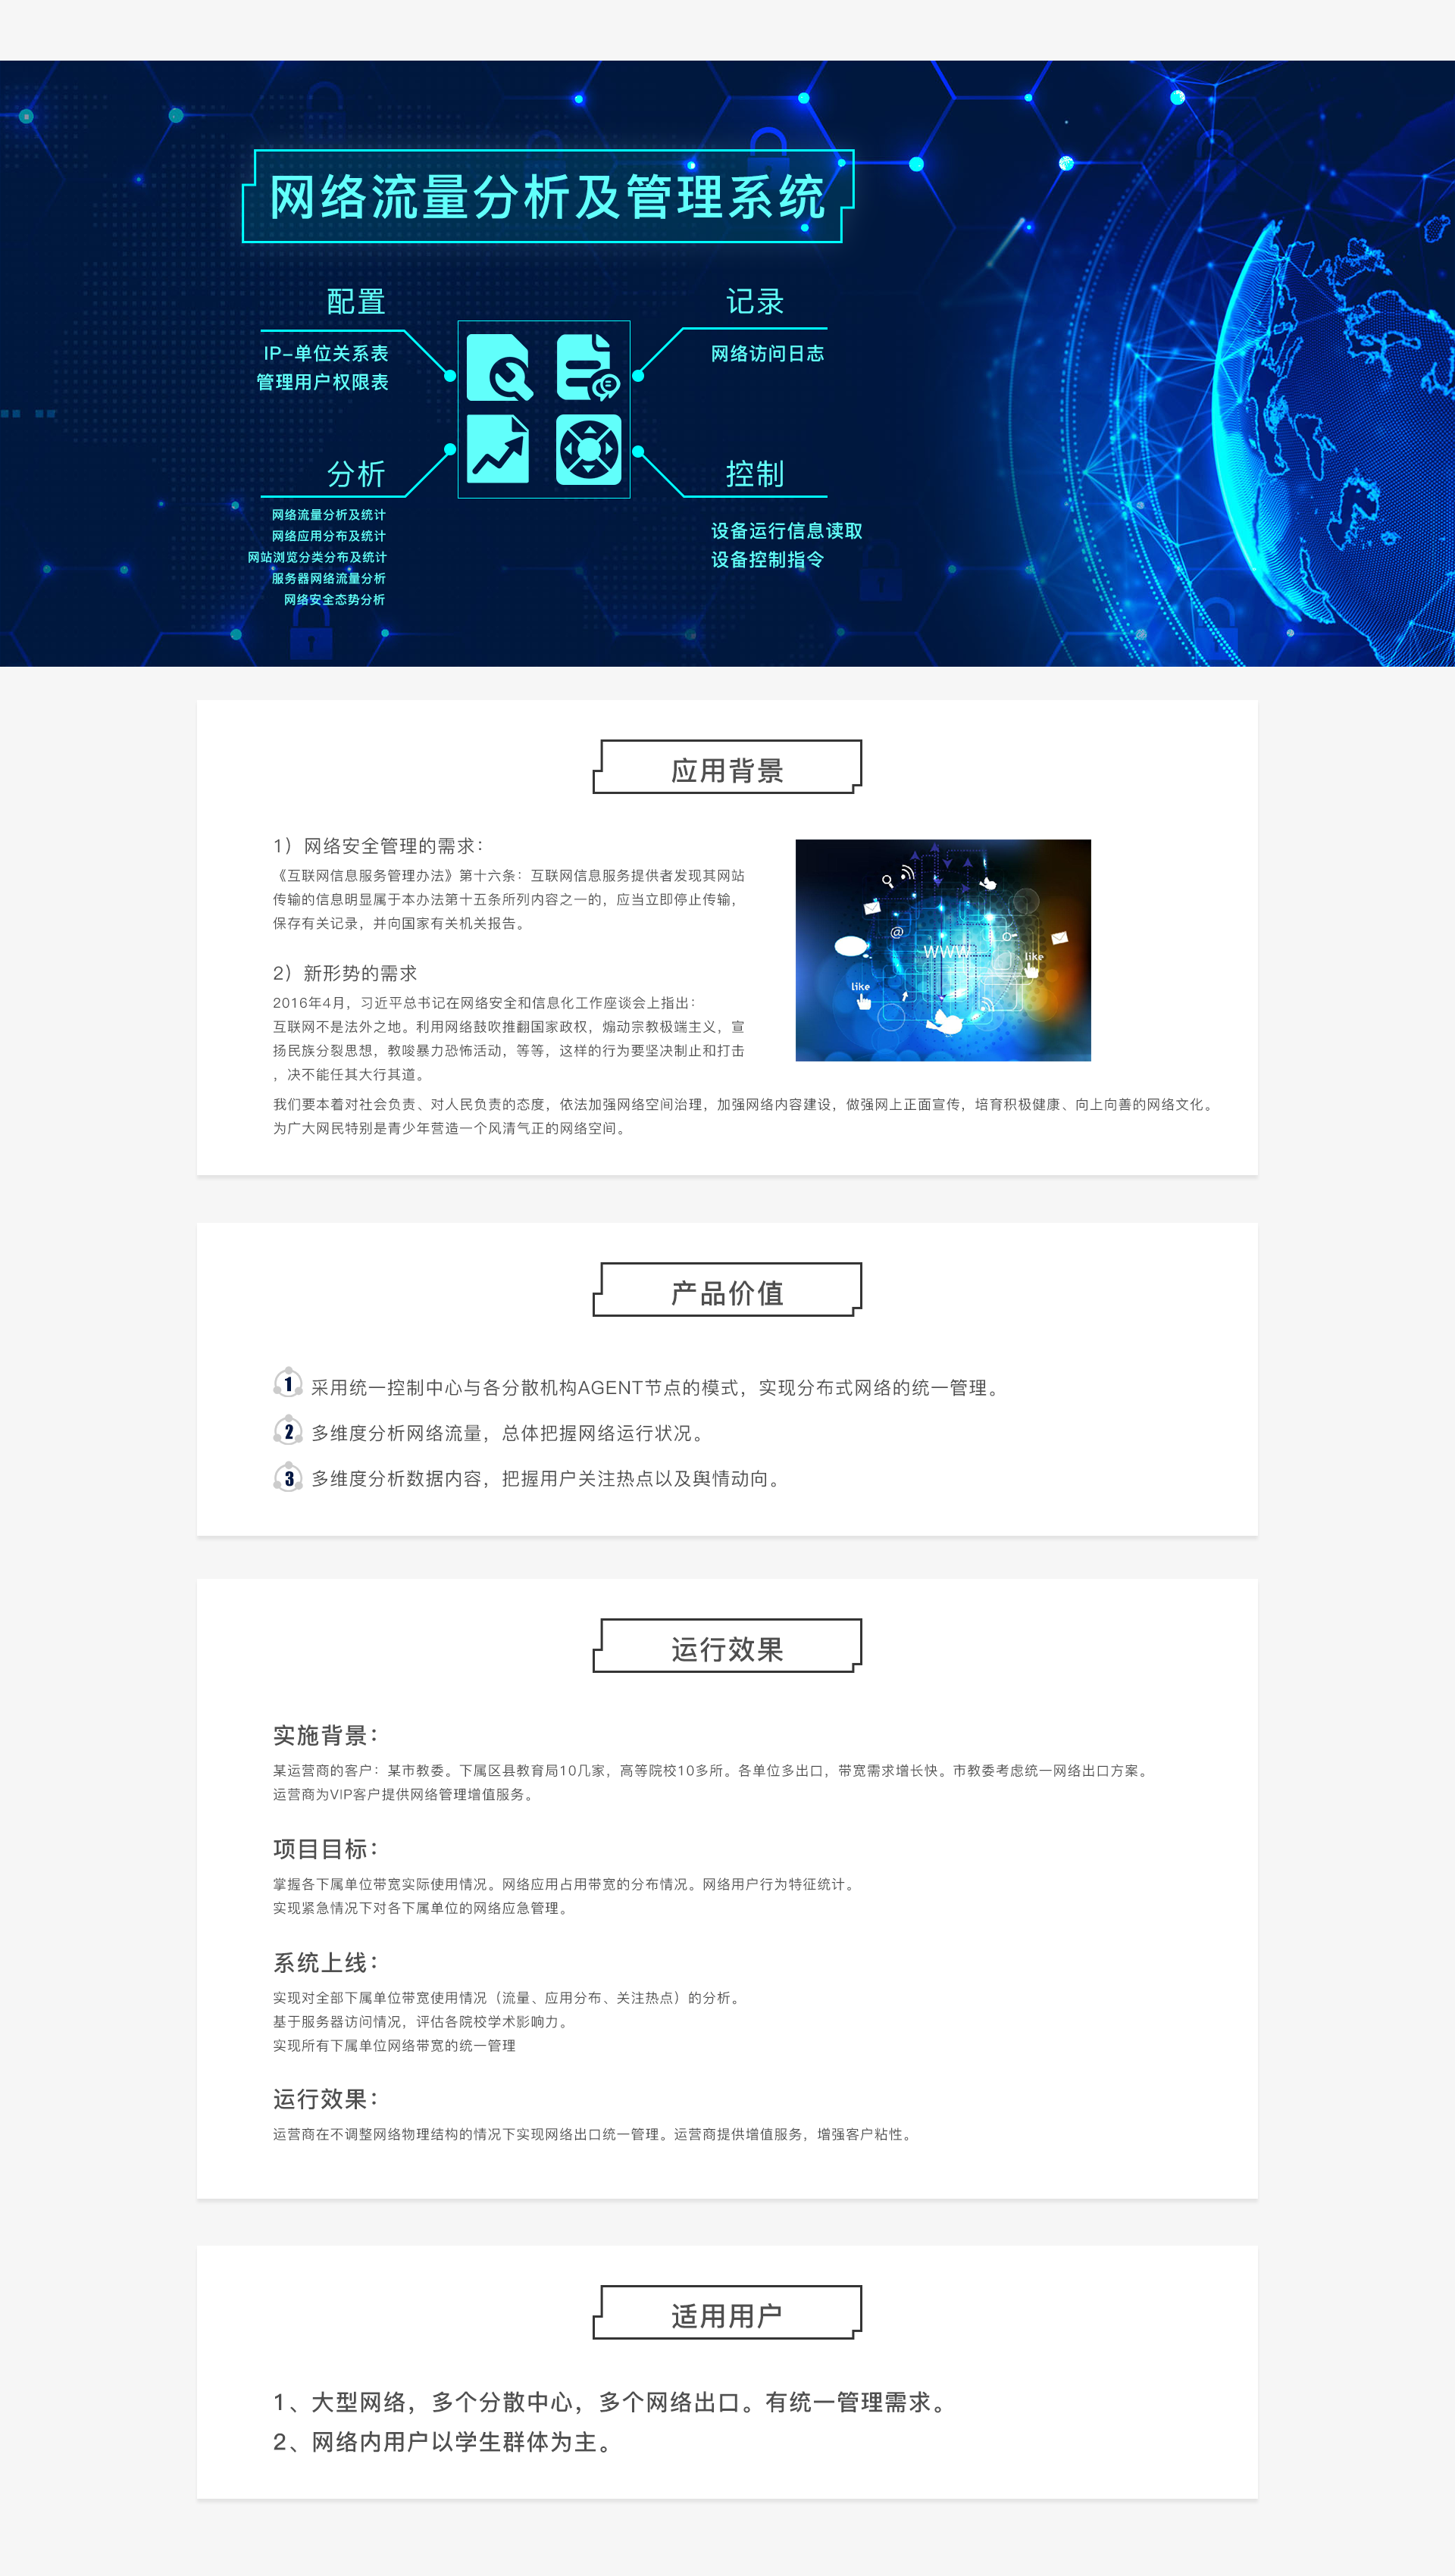 网络流量分析及管理系统
配置
IP-单位关系表
管理用户权限表
记录
网络访问日志
分析
网络流量分析及统计
网络应用分布及统计
网站浏览分类分布及统计
服务器网络流量分析
网络安全态势分析
控制
设备运行信息读取
设备控制指令
应用背景
1）网络安全管理的需求：
《互联网信息服务管理办法》第十六条：互联网信息服务提供者发现其网站
传输的信息明显属于本办法第十五条所列内容之一的，应当立即停止传输，
保存有关记录，并向国家有关机关报告。
2）新形势的需求
2016年4月，习近平总书记在网络安全和信息化工作座谈会上指出：
互联网不是法外之地。利用网络鼓吹推翻国家政权，煽动宗教极端主义，宣
扬民族分裂思想，教唆暴力恐怖活动，等等，这样的行为要坚决制止和打击
，决不能任其大行其道。
我们要本着对社会负责、对人民负责的态度，依法加强网络空间治理，加强网络内容建设，做强网上正面宣传，培育积极健康、向上向善的网络文化。
为广大网民特别是青少年营造一个风清气正的网络空间。
@
WWW
like
like
产品价值
1 采用统一控制中心与各分散机构AGENT节点的模式，实现分布式网络的统一管理。
2 多维度分析网络流量，总体把握网络运行状况。
3 多维度分析数据内容，把握用户关注热点以及舆情动向。
运行效果
实施背景：
某运营商的客户：某市教委。下属区县教育局10几家，高等院校10多所。各单位多出口，带宽需求增长快。市教委考虑统一网络出口方案。
运营商为VIP客户提供网络管理增值服务。
项目目标：
掌握各下属单位带宽实际使用情况。网络应用占用带宽的分布情况。网络用户行为特征统计。
实现紧急情况下对各下属单位的网络应急管理。
系统上线：
实现对全部下属单位带宽使用情况（流量、应用分布、关注热点）的分析。
基于服务器访问情况，评估各院校学术影响力。
实现所有下属单位网络带宽的统一管理
运行效果：
运营商在不调整网络物理结构的情况下实现网络出口统一管理。运营商提供增值服务，增强客户粘性。
适用用户
1、大型网络，多个分散中心，多个网络出口。有统一管理需求。
2、网络内用户以学生群体为主。